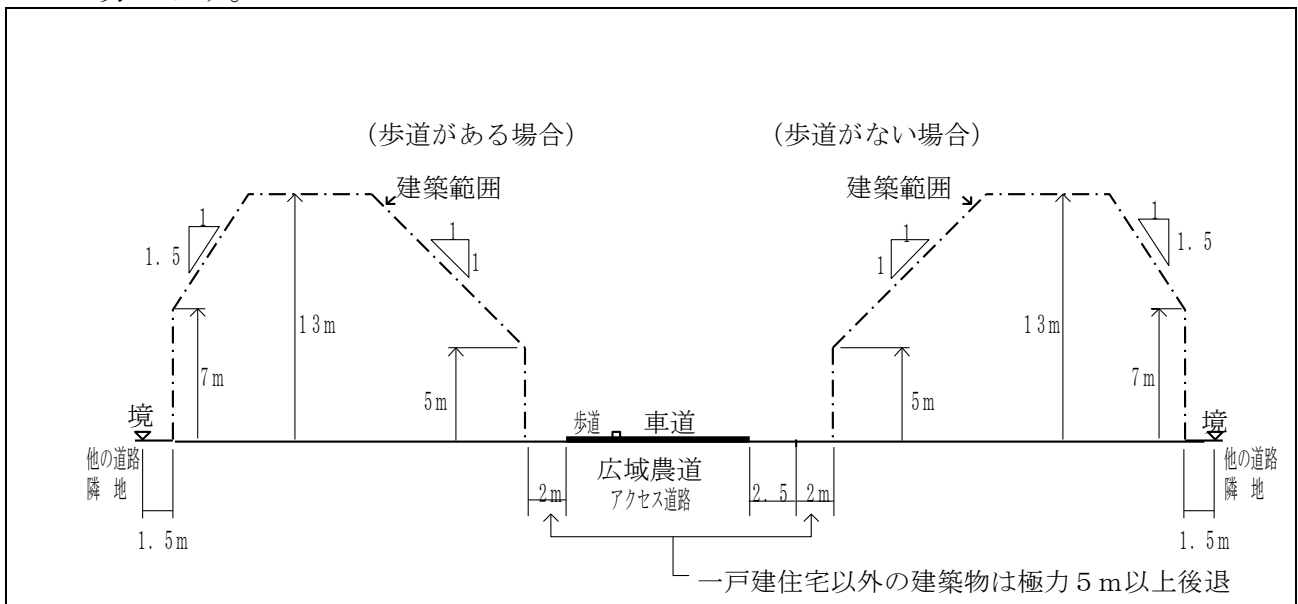 （歩道がある場合）
（歩道がない場合）
建築範囲
建築範囲
1
1.5
1
1
1
1
1
1.5
13m
13m
7m
7m
5m
5m
境
境
歩道
車道
他の道路
隣 地
広域農道
アクセス道路
他の道路
隣 地
2m
2.5
2m
1.5m
1.5m
一戸建住宅以外の建築物は極力５ｍ以上後退